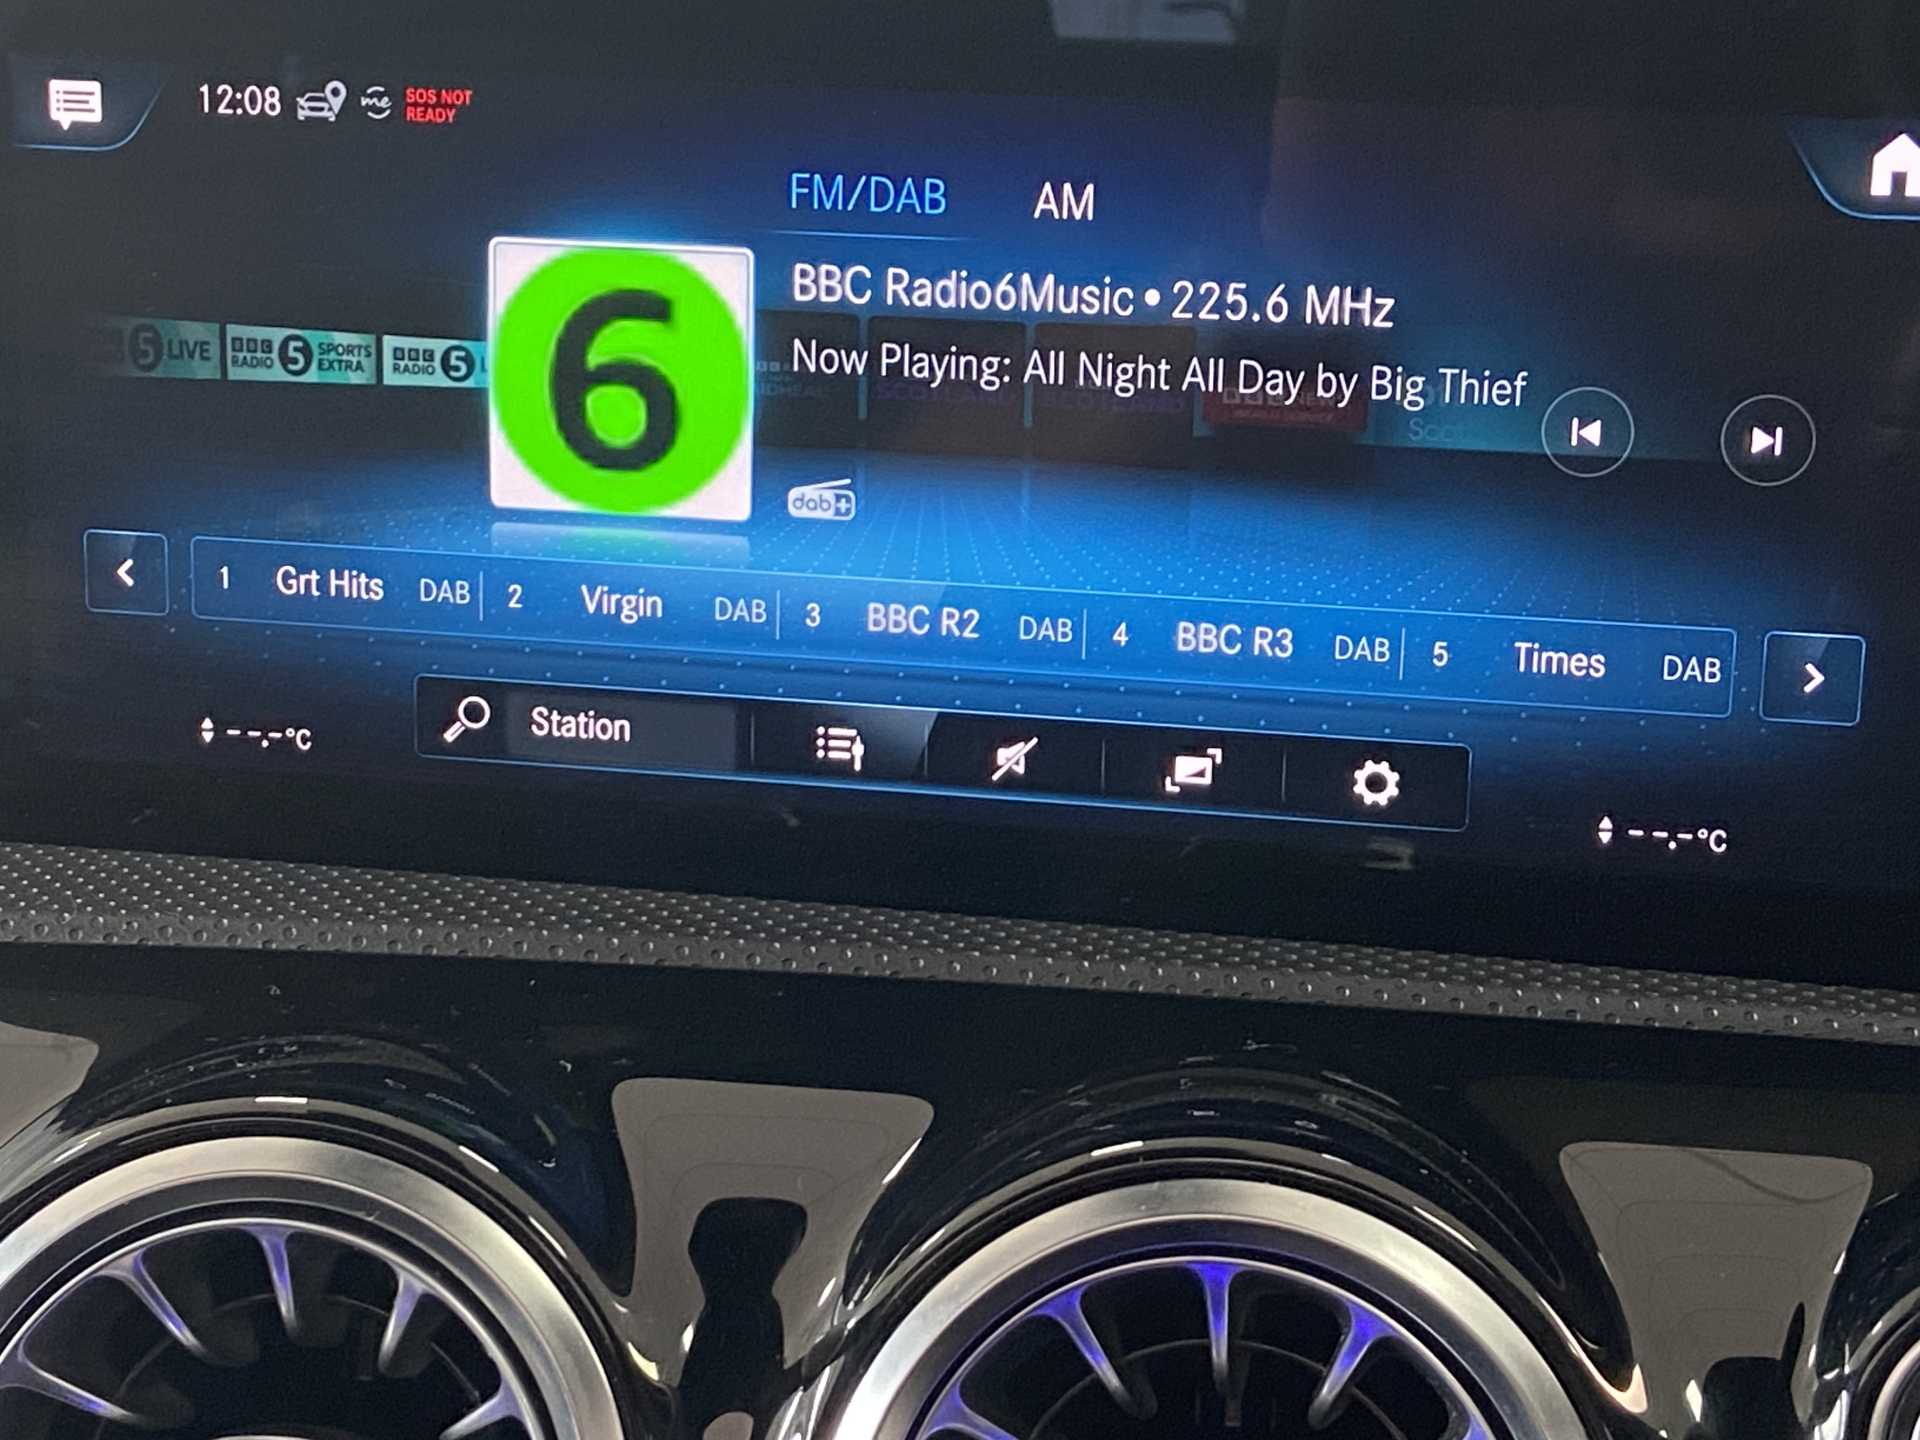 12:08
me
SOS NOT
READY
FM/DAB
AM
BBC Radio6Music • 225.6 MHz
Now Playing: All Night All Day by Big Thief
5 LIVE
BBC RADIO 5 SPORTS EXTRA
BBC RADIO 5 L
6
SCOTLAND
dab+
1 Grt Hits DAB 2 Virgin DAB 3 BBC R2 DAB 4 BBC R3 DAB 5 Times DAB
Station
--.-°C
--.-°C